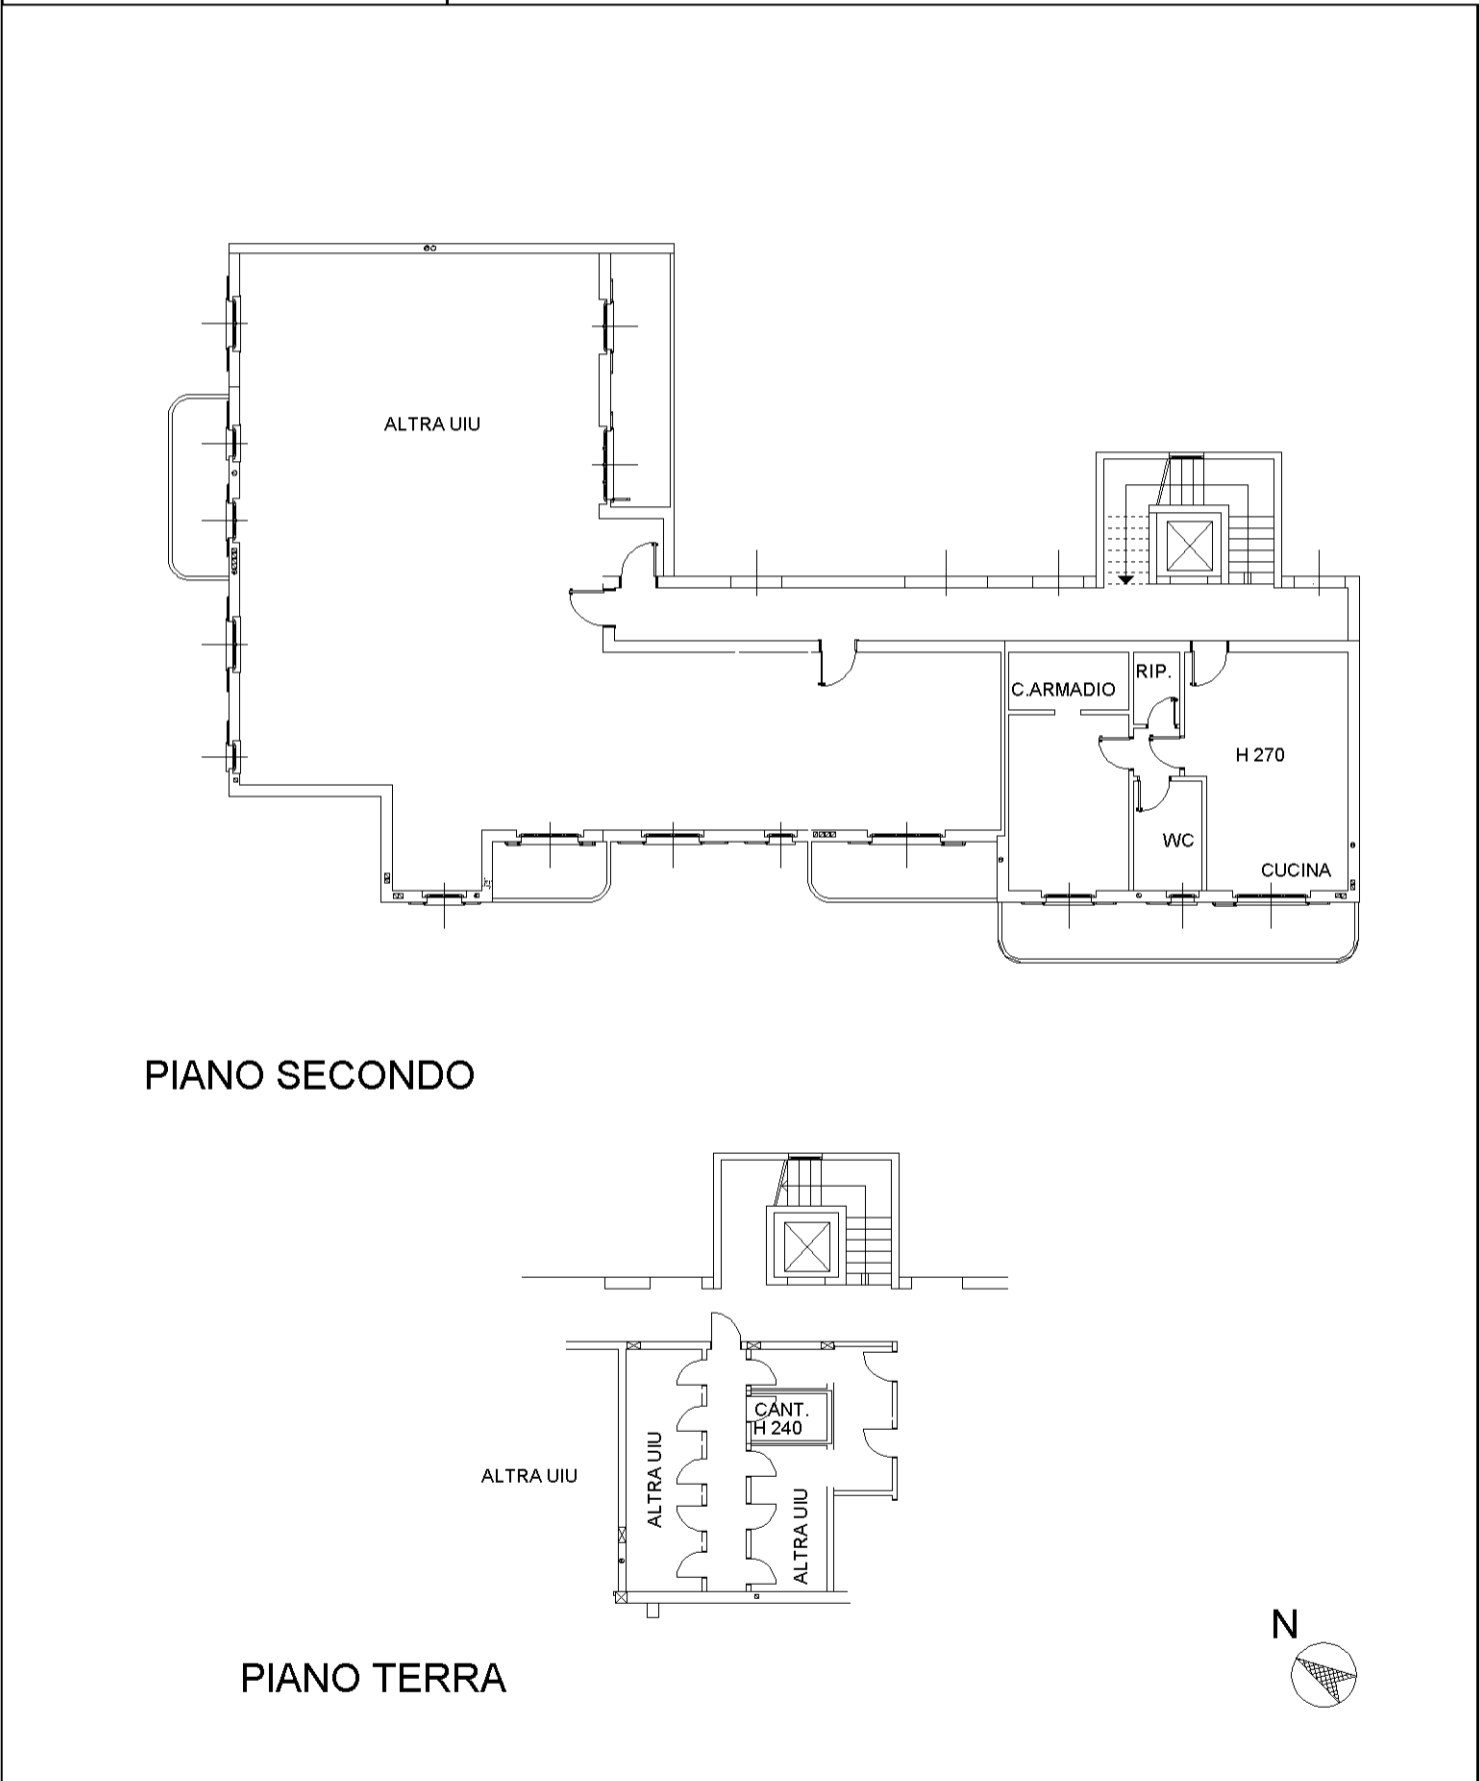 ALTRA UIU
C.ARMADIO
RIP.
H 270
WC
CUCINA
PIANO SECONDO
CANT.
H 240
ALTRA UIU
ALTRA UIU
ALTRA UIU
N
PIANO TERRA